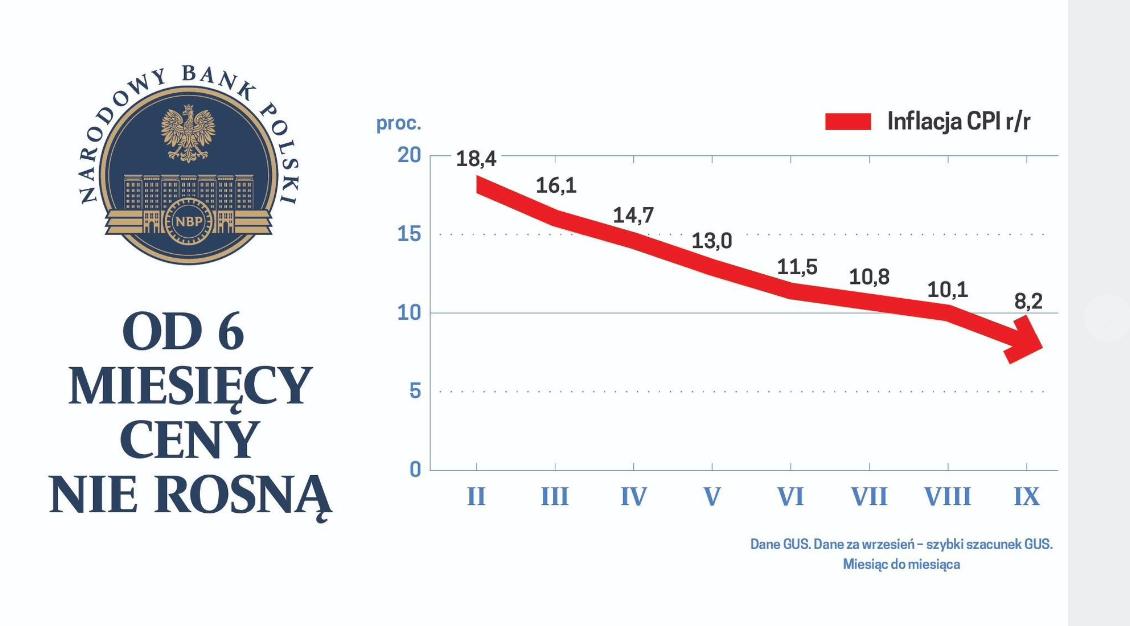 NARODOWY BANK POLSKI
NBP
OD 6
MIESIĘCY
CENY
NIE ROSNĄ
proc.
Inflacja CPI r/r
20
15
10
5
0
18,4
16,1
14,7
13,0
11,5
10,8
10,1
8,2
II III IV V VI VII VIII IX
Dane GUS. Dane za wrzesień – szybki szacunek GUS.
Miesiąc do miesiąca